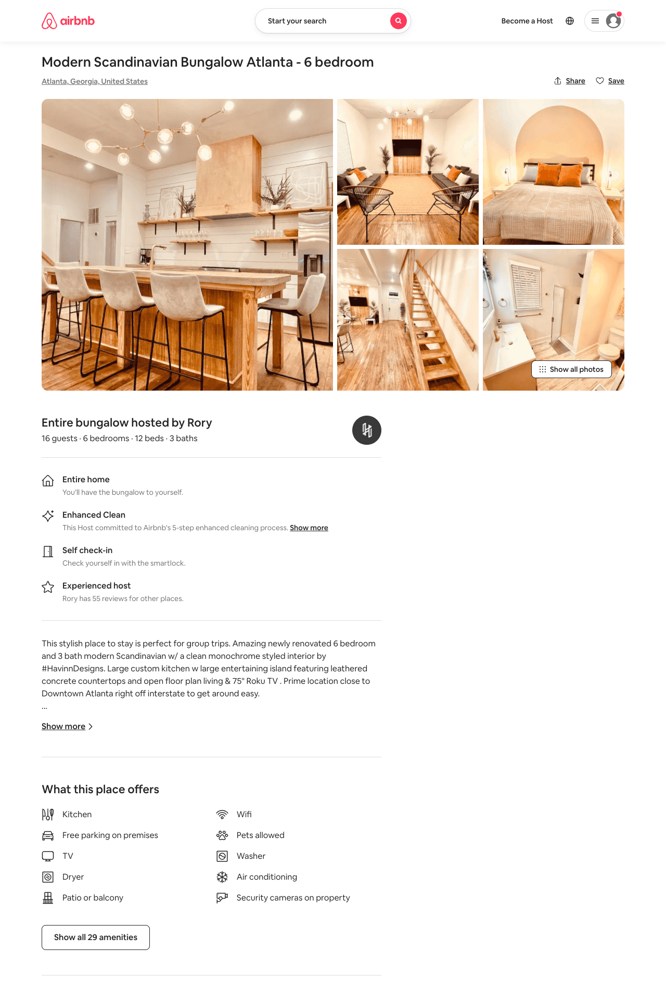 airbnb
Start your search
Become a Host
Modern Scandinavian Bungalow Atlanta - 6 bedroom
Atlanta, Georgia, United States
Share
Save
Show all photos
Entire bungalow hosted by Rory
16 guests · 6 bedrooms · 12 beds · 3 baths
Entire home
You’ll have the bungalow to yourself.
Enhanced Clean
This Host committed to Airbnb's 5-step enhanced cleaning process. Show more
Self check-in
Check yourself in with the smartlock.
Experienced host
Rory has 55 reviews for other places.
This stylish place to stay is perfect for group trips. Amazing newly renovated 6 bedroom
and 3 bath modern Scandinavian w/ a clean monochrome styled interior by
#HavinnDesigns. Large custom kitchen w large entertaining island featuring leathered
concrete countertops and open floor plan living & 75" Roku TV . Prime location close to
Downtown Atlanta right off interstate to get around easy.
...
Show more
What this place offers
Kitchen
Wifi
Free parking on premises
Pets allowed
TV
Washer
Dryer
Air conditioning
Patio or balcony
Security cameras on property
Show all 29 amenities